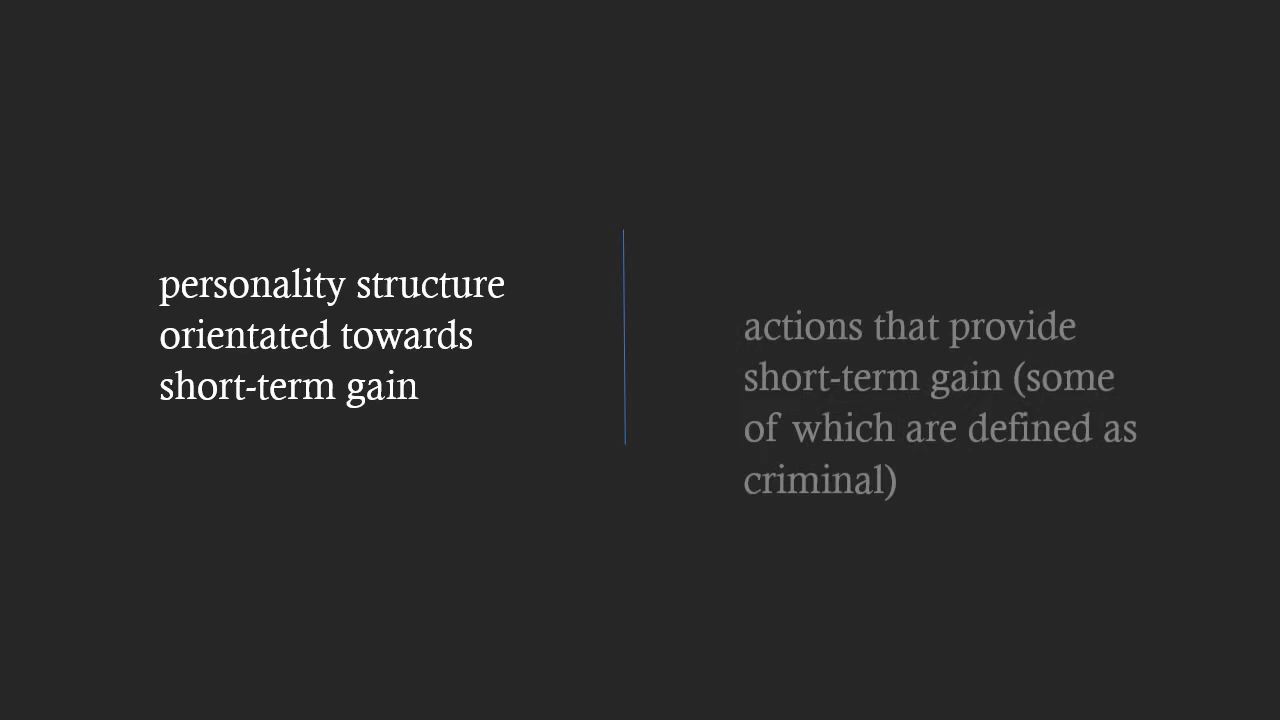 personality structure
orientated towards
short-term gain
actions that provide
short-term gain (some
of which are defined as
criminal)